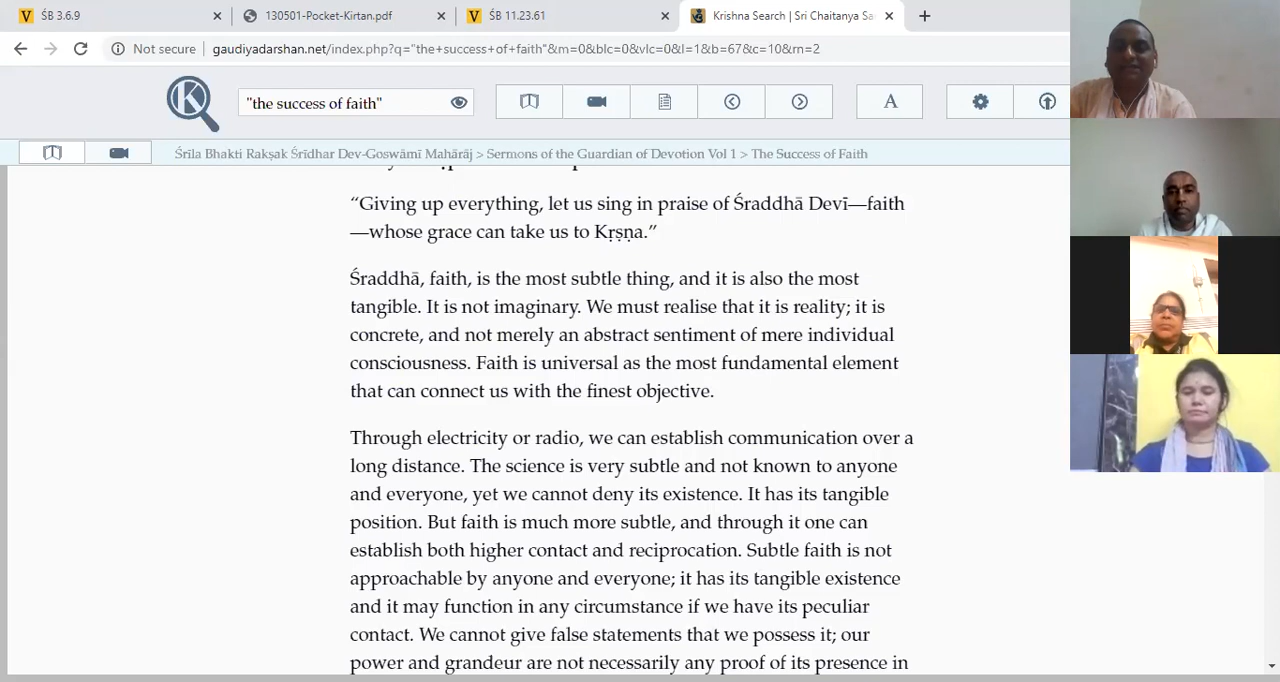 ŚB 3.6.9
130501-Pocket-Kirtan.pdf
ŚB 11.23.61
Krishna Search | Sri Chaitanya Sa
Not secure | gaudiyadarshan.net/index.php?q="the+success+of+faith"&m=0&blc=0&vlc=0&l=1&b=67&c=10&rn=2
K
"the success of faith"
A
Śrīla Bhakti Rakṣak Śrīdhar Dev-Goswāmī Mahārāj > Sermons of the Guardian of Devotion Vol 1 > The Success of Faith
“Giving up everything, let us sing in praise of Śraddhā Devī—faith
—whose grace can take us to Kṛṣṇa.”
Śraddhā, faith, is the most subtle thing, and it is also the most
tangible. It is not imaginary. We must realise that it is reality; it is
concrete, and not merely an abstract sentiment of mere individual
consciousness. Faith is universal as the most fundamental element
that can connect us with the finest objective.
Through electricity or radio, we can establish communication over a
long distance. The science is very subtle and not known to anyone
and everyone, yet we cannot deny its existence. It has its tangible
position. But faith is much more subtle, and through it one can
establish both higher contact and reciprocation. Subtle faith is not
approachable by anyone and everyone; it has its tangible existence
and it may function in any circumstance if we have its peculiar
contact. We cannot give false statements that we possess it; our
power and grandeur are not necessarily any proof of its presence in